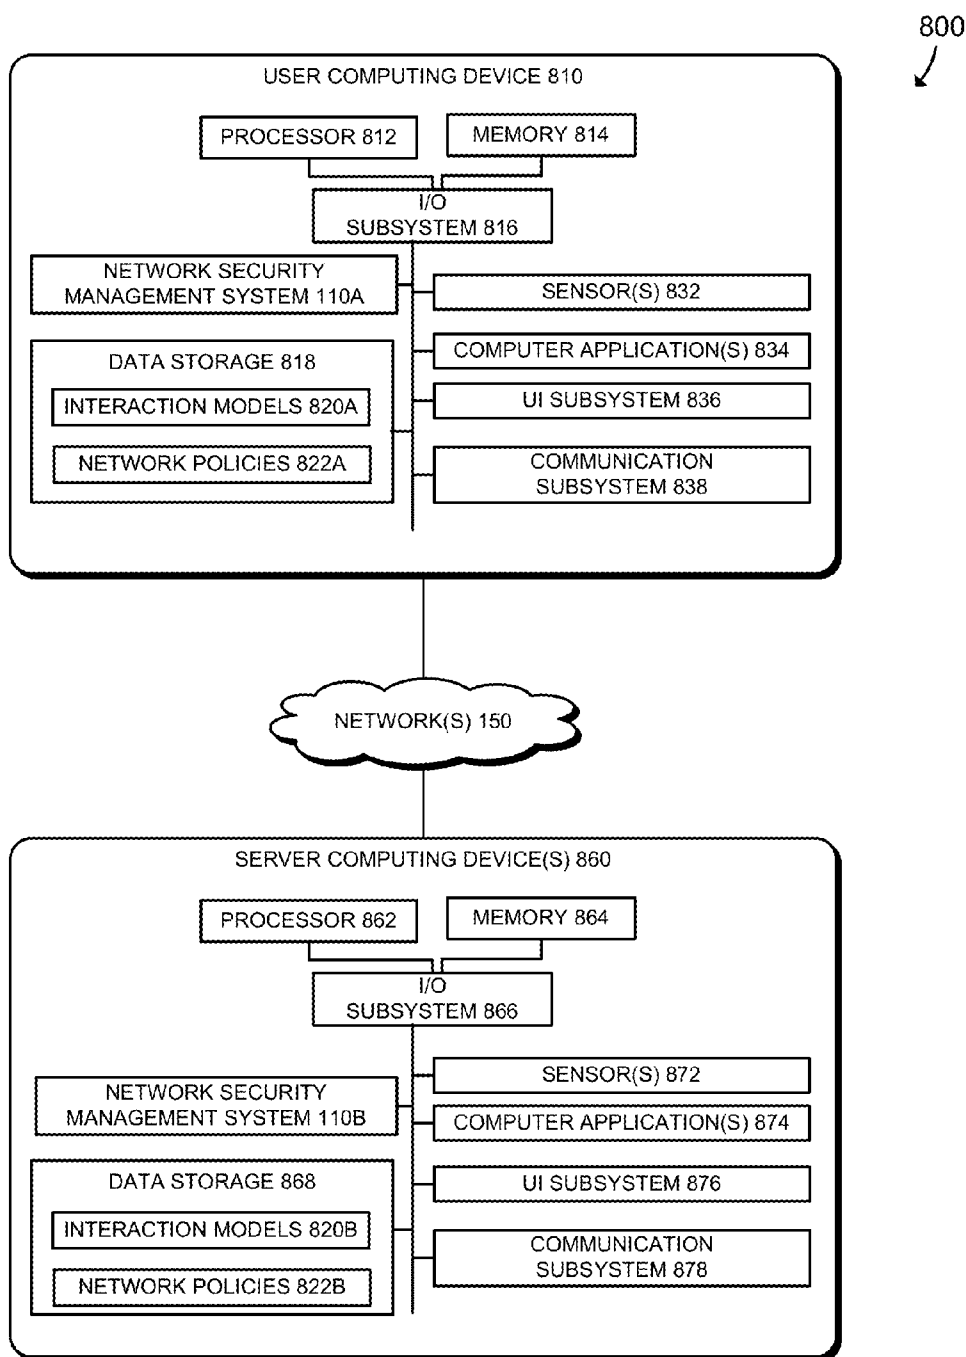 800
USER COMPUTING DEVICE 810
PROCESSOR 812
MEMORY 814
I/O
SUBSYSTEM 816
NETWORK SECURITY
MANAGEMENT SYSTEM 110A
SENSOR(S) 832
DATA STORAGE 818
COMPUTER APPLICATION(S) 834
INTERACTION MODELS 820A
UI SUBSYSTEM 836
NETWORK POLICIES 822A
COMMUNICATION
SUBSYSTEM 838
NETWORK(S) 150
SERVER COMPUTING DEVICE(S) 860
PROCESSOR 862
MEMORY 864
I/O
SUBSYSTEM 866
NETWORK SECURITY
MANAGEMENT SYSTEM 110B
SENSOR(S) 872
COMPUTER APPLICATION(S) 874
DATA STORAGE 868
UI SUBSYSTEM 876
INTERACTION MODELS 820B
NETWORK POLICIES 822B
COMMUNICATION
SUBSYSTEM 878